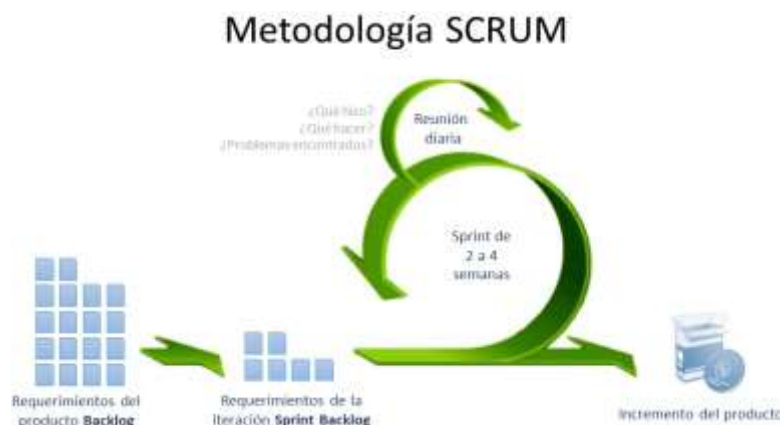 Metodología SCRUM
¿Qué hizo?
¿Qué hacer?
¿Problemas encontrados?
Reunión
diaria
Sprint de
2 a 4
semanas
Requerimientos del
producto Backlog
Requerimientos de la
iteración Sprint Backlog
Incremento del producto